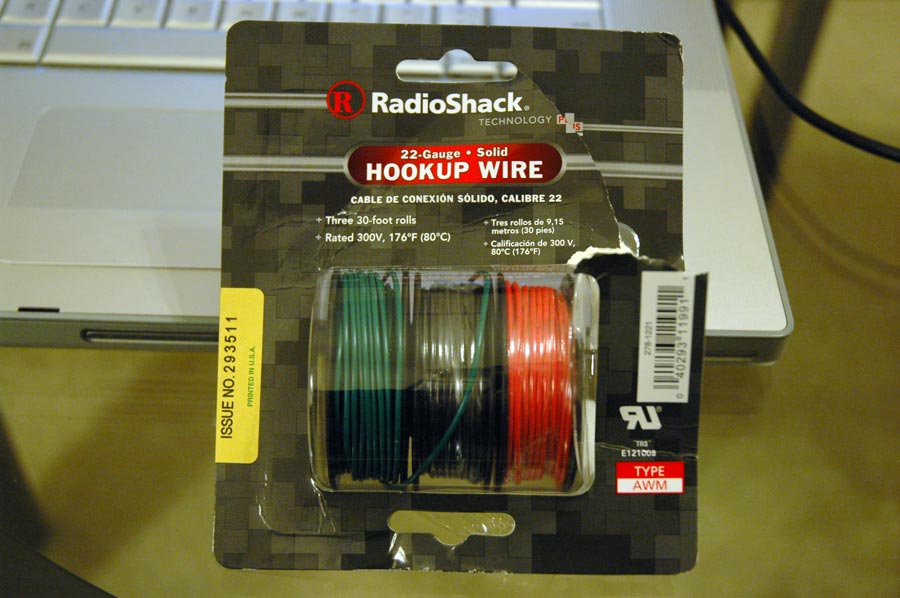 R RadioShack®
TECHNOLOGY PLUS
22-Gauge • Solid
HOOKUP WIRE
CABLE DE CONEXIÓN SÓLIDO, CALIBRE 22
+ Three 30-foot rolls
+ Rated 300V, 176°F (80°C)
+ Tres rollos de 9,15
metros (30 pies)
+ Calificación de 300 V,
80°C (176°F)
ISSUE NO. 293511
PRINTED IN U.S.A.
278-1221
0 40293 11991
"TRS"
E121008
TYPE
AWM